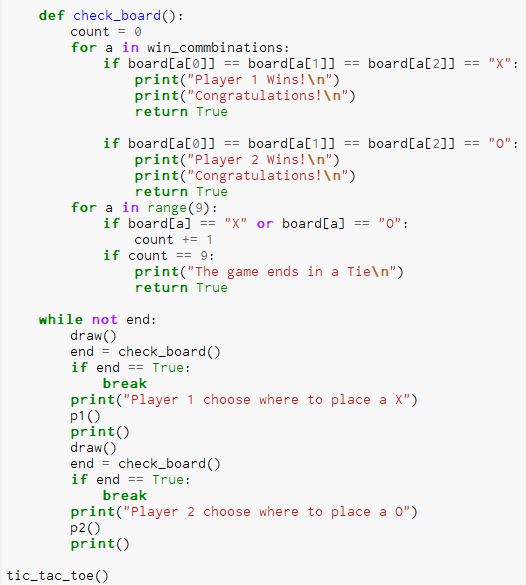 def check_board():
count = 0
for a in win_commbinations:
if board[a[0]] == board[a[1]] == board[a[2]] == "X":
print("Player 1 Wins!\n")
print("Congratulations!\n")
return True
if board[a[0]] == board[a[1]] == board[a[2]] == "O":
print("Player 2 Wins!\n")
print("Congratulations!\n")
return True
for a in range(9):
if board[a] == "X" or board[a] == "O":
count += 1
if count == 9:
print("The game ends in a Tie\n")
return True
while not end:
draw()
end = check_board()
if end == True:
break
print("Player 1 choose where to place a X")
p1()
print()
draw()
end = check_board()
if end == True:
break
print("Player 2 choose where to place a O")
p2()
print()
tic_tac_toe()